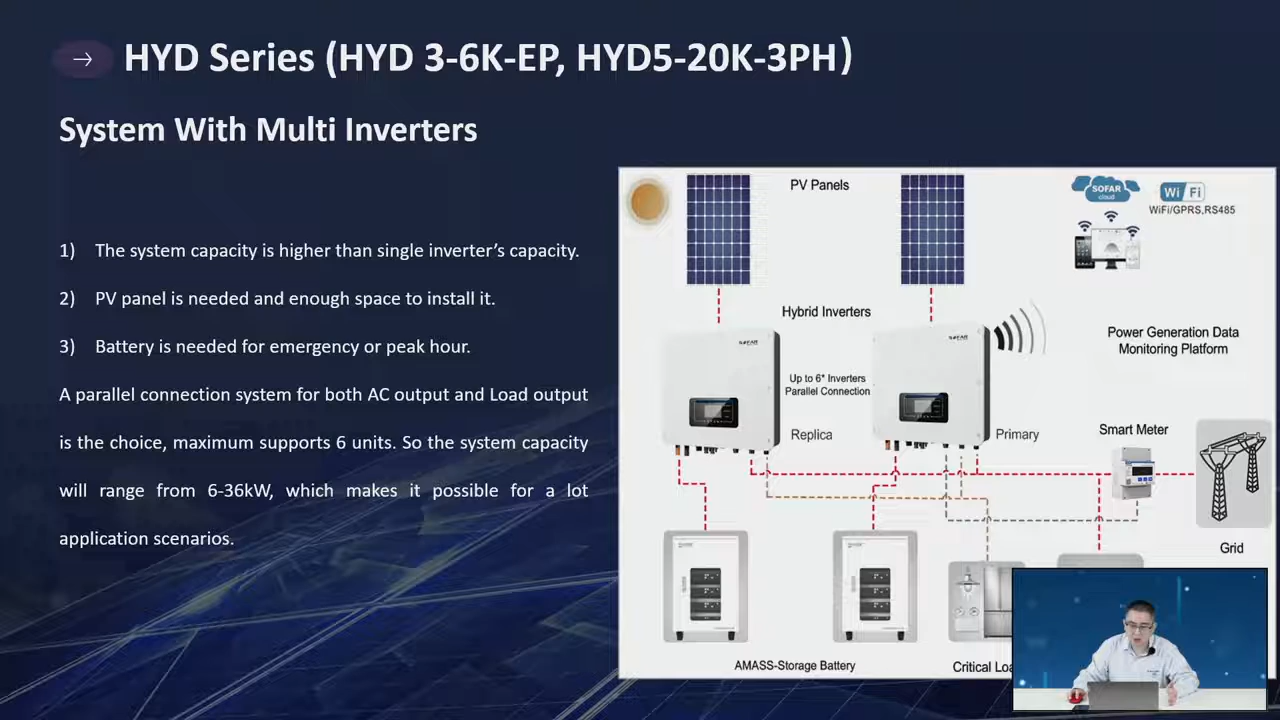 → HYD Series (HYD 3-6K-EP, HYD5-20K-3PH）
System With Multi Inverters
1) The system capacity is higher than single inverter’s capacity.
2) PV panel is needed and enough space to install it.
3) Battery is needed for emergency or peak hour.
A parallel connection system for both AC output and Load output
is the choice, maximum supports 6 units. So the system capacity
will range from 6-36kW, which makes it possible for a lot
application scenarios.
PV Panels
SOFAR
cloud
WiFi
WiFi/GPRS,RS485
Hybrid Inverters
Power Generation Data
Monitoring Platform
SOFAR
SOFAR
Up to 6* Inverters
Parallel Connection
Replica
Primary
Smart Meter
Grid
AMASS-Storage Battery
Critical Loa